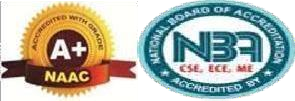 ACCREDITED WITH GRADE
A+
NAAC
NATIONAL BOARD OF ACCREDITATION
NBA
CSE, ECE, ME
ACCREDITED BY